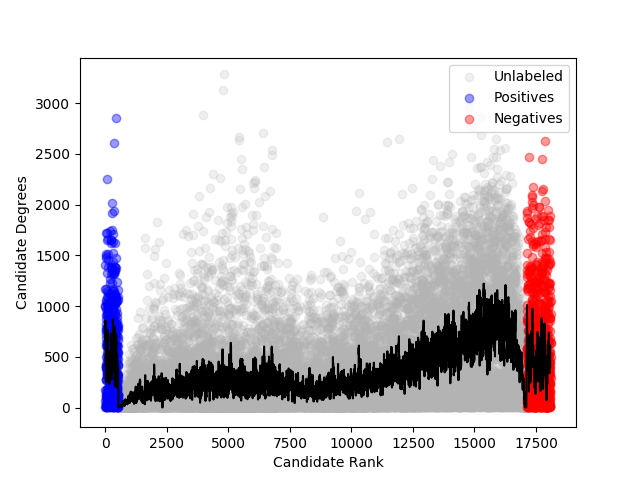 Unlabeled
Positives
Negatives
3000
2500
2000
1500
1000
500
0
Candidate Degrees
0 2500 5000 7500 10000 12500 15000 17500
Candidate Rank